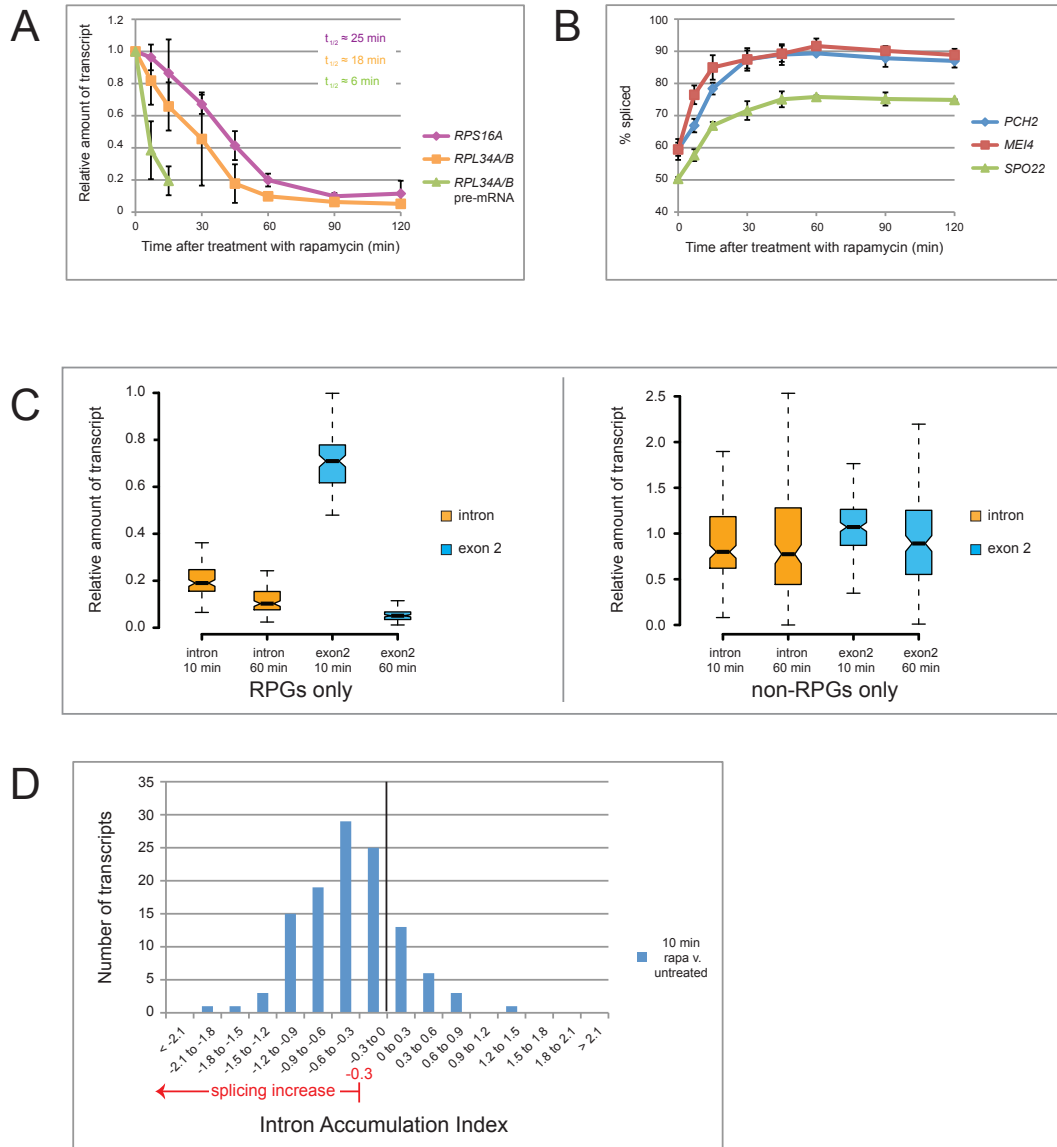 A
Relative amount of transcript
1.2
1.0
0.8
0.6
0.4
0.2
0
t1/2 ≈ 25 min
t1/2 ≈ 18 min
t1/2 ≈ 6 min
0 30 60 90 120
Time after treatment with rapamycin (min)
RPS16A
RPL34A/B
RPL34A/B
pre-mRNA
B
% spliced
100
90
80
70
60
50
40
0 30 60 90 120
Time after treatment with rapamycin (min)
PCH2
MEI4
SPO22
C
Relative amount of transcript
1.0
0.8
0.6
0.4
0.2
0.0
intron
10 min
intron
60 min
exon2
10 min
exon2
60 min
RPGs only
intron
exon 2
Relative amount of transcript
2.5
2.0
1.5
1.0
0.5
0.0
intron
10 min
intron
60 min
exon2
10 min
exon2
60 min
non-RPGs only
intron
exon 2
D
Number of transcripts
35
30
25
20
15
10
5
0
< -2.1
-2.1 to -1.8
-1.8 to -1.5
-1.5 to -1.2
-1.2 to -0.9
-0.9 to -0.6
-0.6 to -0.3
-0.3 to 0
0 to 0.3
0.3 to 0.6
0.6 to 0.9
0.9 to 1.2
1.2 to 1.5
1.5 to 1.8
1.8 to 2.1
> 2.1
-0.3
splicing increase
Intron Accumulation Index
10 min
rapa v.
untreated